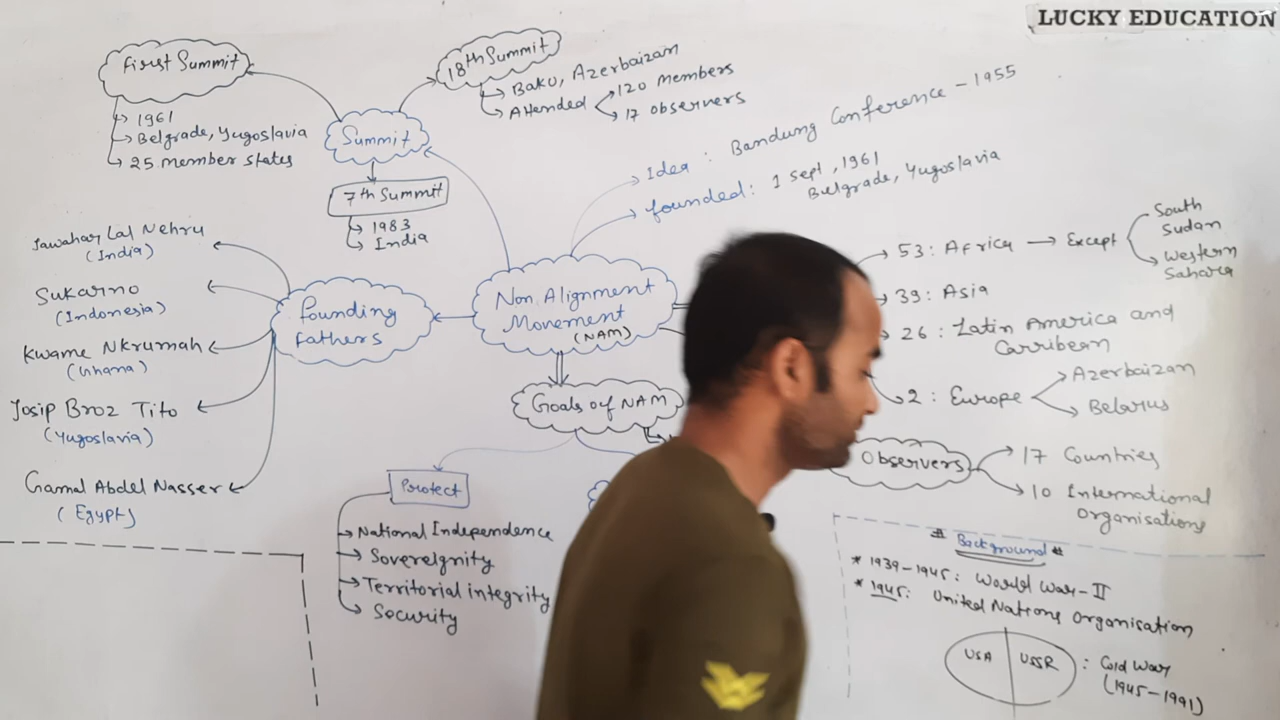 LUCKY EDUCATION
First Summit
1961
Belgrade, Yugoslavia
25 member states
18th Summit
Baku, Azerbaizan
Attended
120 Members
17 Observers
Summit
7th Summit
1983
India
Idea : Bandung Conference - 1955
founded : 1 sept, 1961
Belgrade, Yugoslavia
Jawahar Lal Nehru
(India)
Sukarno
(Indonesia)
Kwame Nkrumah
(Ghana)
Josip Broz Tito
(Yugoslavia)
Gamal Abdel Nasser
(Egypt)
founding
fathers
Non Alignment
Movement
(NAM)
53 : Africa
Except
South
Sudan
Western
Sahara
39 : Asia
26 : Latin America and
Carribean
2 : Europe
Azerbaizan
Belarus
Goals of NAM
Protect
National Independence
Sovereignity
Territorial integrity
Security
Observers
17 Countries
10 International
Organisations
# Background #
* 1939-1945 : World War-II
* 1945 : United Nations Organisation
USA
USSR
: Cold War
(1945-1991)